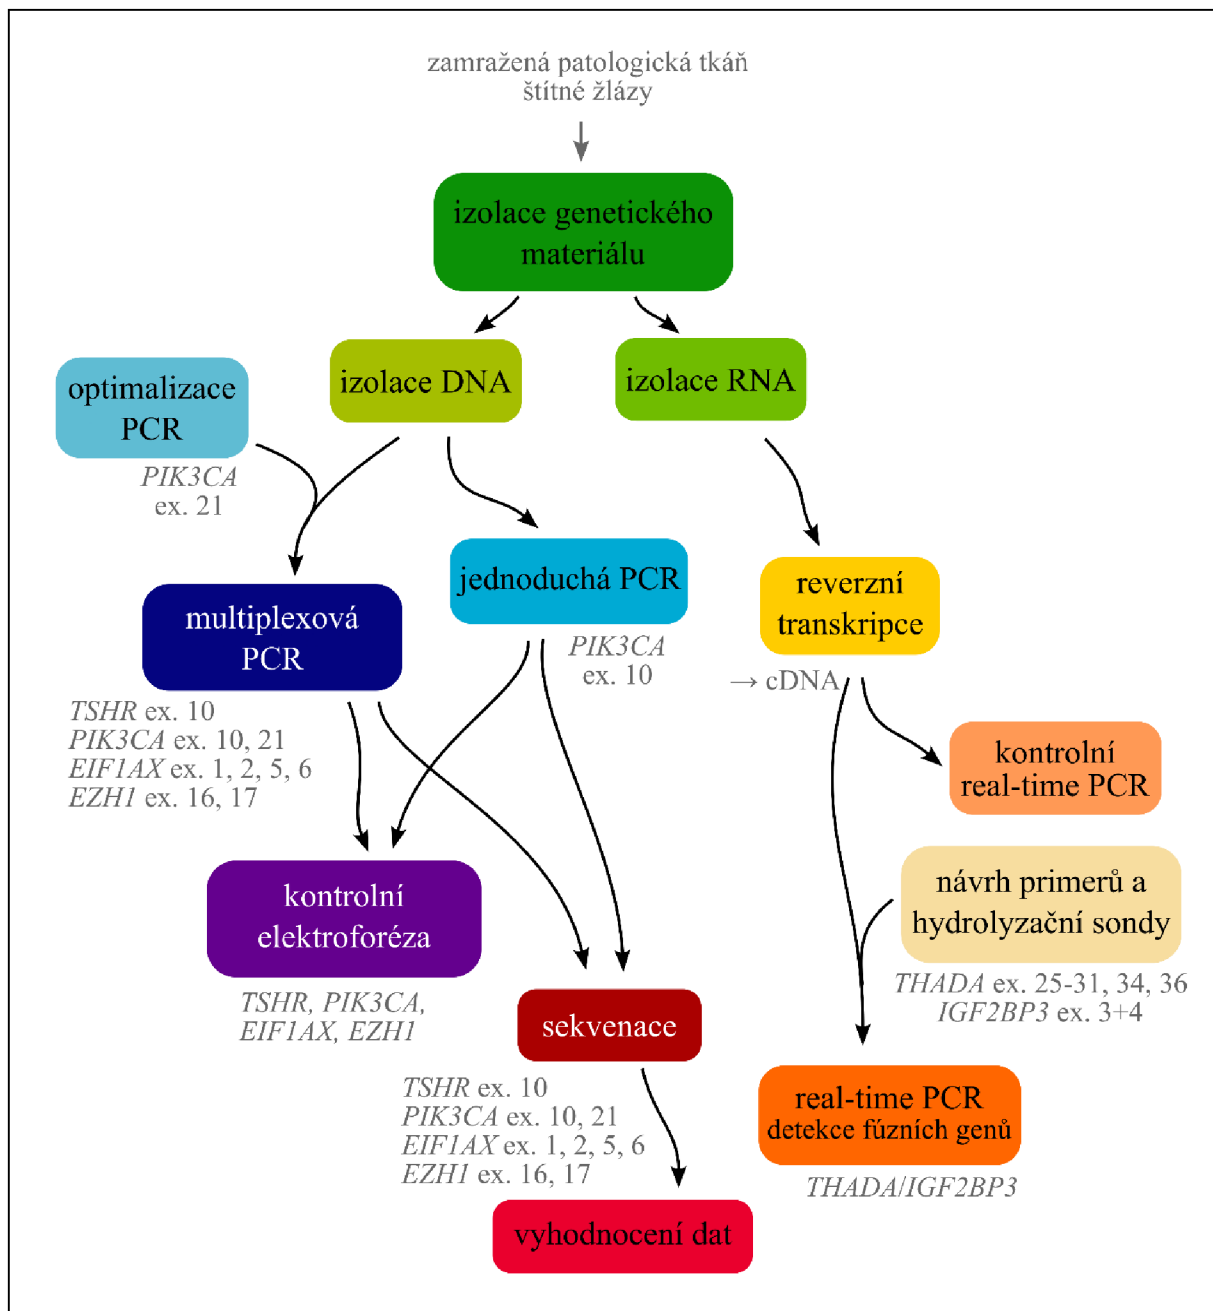 zamražená patologická tkáň
štítné žlázy
izolace genetického
materiálu
izolace DNA
izolace RNA
optimalizace
PCR
PIK3CA
ex. 21
jednoduchá PCR
PIK3CA
ex. 10
reverzní
transkripce
→ cDNA
multiplexová
PCR
TSHR ex. 10
PIK3CA ex. 10, 21
EIF1AX ex. 1, 2, 5, 6
EZH1 ex. 16, 17
kontrolní
real-time PCR
kontrolní
elektroforéza
TSHR, PIK3CA,
EIF1AX, EZH1
návrh primerů a
hydrolyzační sondy
THADA ex. 25-31, 34, 36
IGF2BP3 ex. 3+4
sekvenace
TSHR ex. 10
PIK3CA ex. 10, 21
EIF1AX ex. 1, 2, 5, 6
EZH1 ex. 16, 17
real-time PCR
detekce fúzních genů
THADA/IGF2BP3
vyhodnocení dat